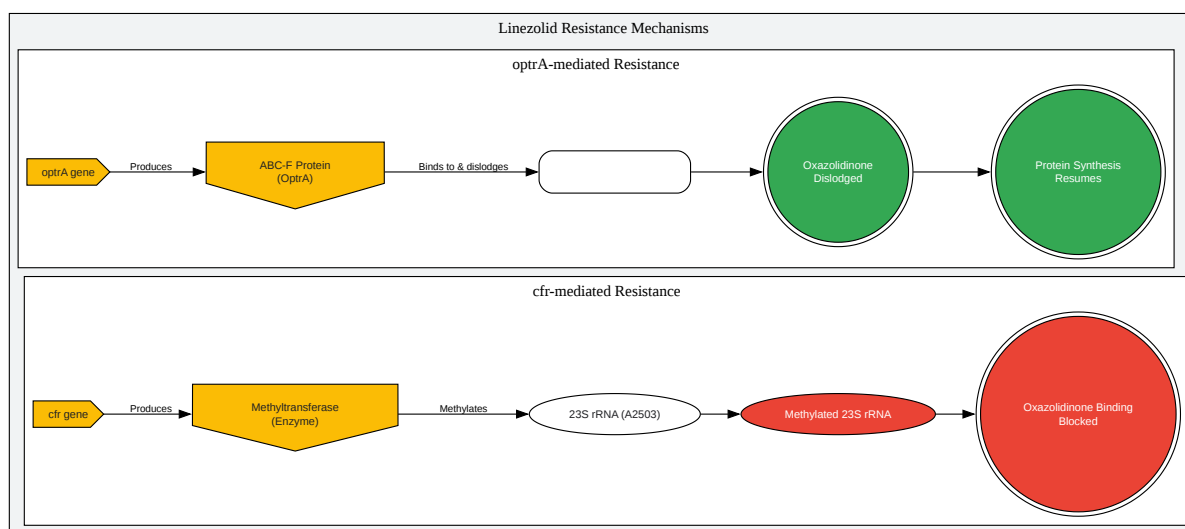 Linezolid Resistance Mechanisms
optrA-mediated Resistance
optrA gene
Produces
ABC-F Protein
(OptrA)
Binds to & dislodges
Oxazolidinone
Dislodged
Protein Synthesis
Resumes
cfr-mediated Resistance
cfr gene
Produces
Methyltransferase
(Enzyme)
Methylates
23S rRNA (A2503)
Methylated 23S rRNA
Oxazolidinone Binding
Blocked